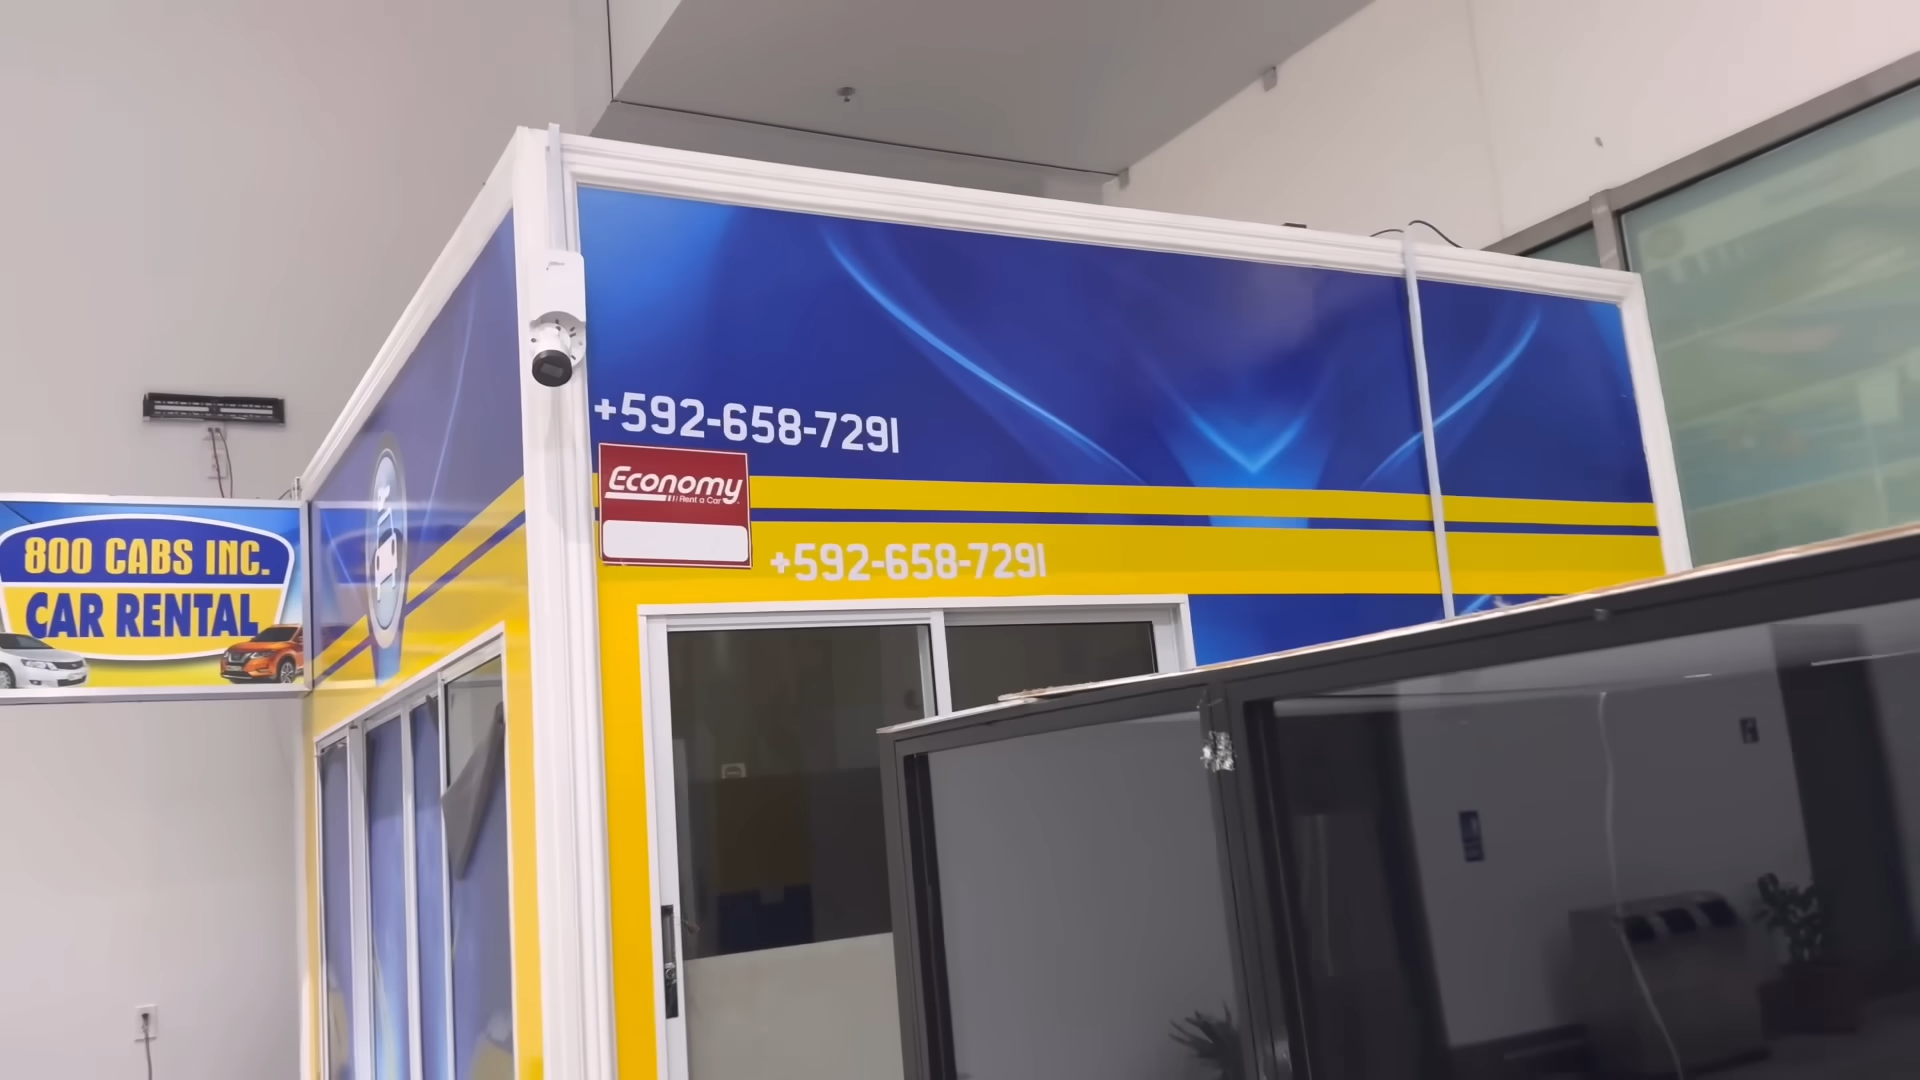 800 CABS INC.
CAR RENTAL
+592-658-7291
Economy
Rent a Car
+592-658-7291